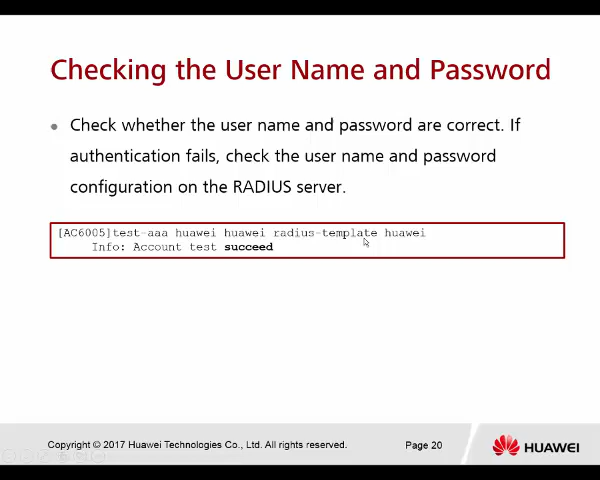 Checking the User Name and Password
● Check whether the user name and password are correct. If
authentication fails, check the user name and password
configuration on the RADIUS server.
[AC6005]test-aaa huawei huawei radius-template huawei
Info: Account test succeed
Copyright © 2017 Huawei Technologies Co., Ltd. All rights reserved.
Page 20
HUAWEI